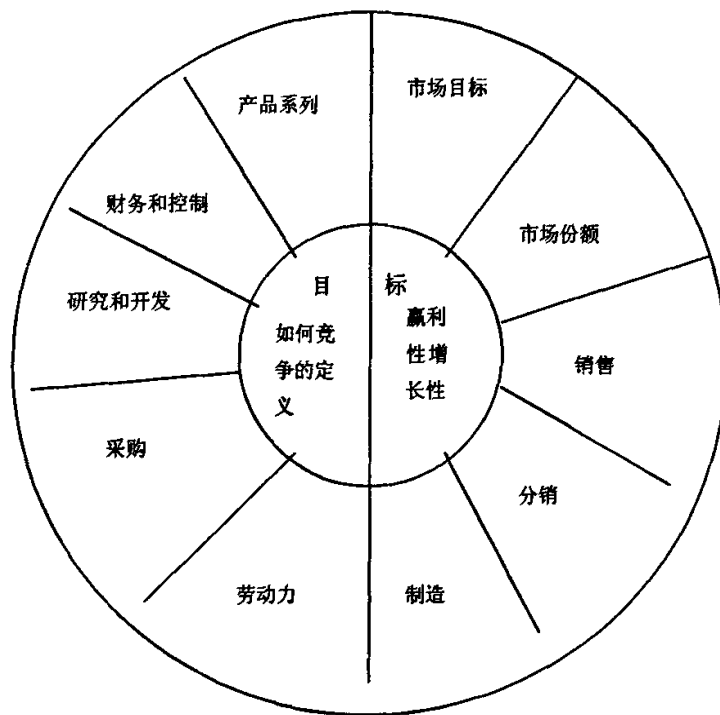 产品系列
市场目标
财务和控制
市场份额
研究和开发
目 标
如何竞
争的定
义
赢利
性增
长性
销售
采购
分销
劳动力
制造